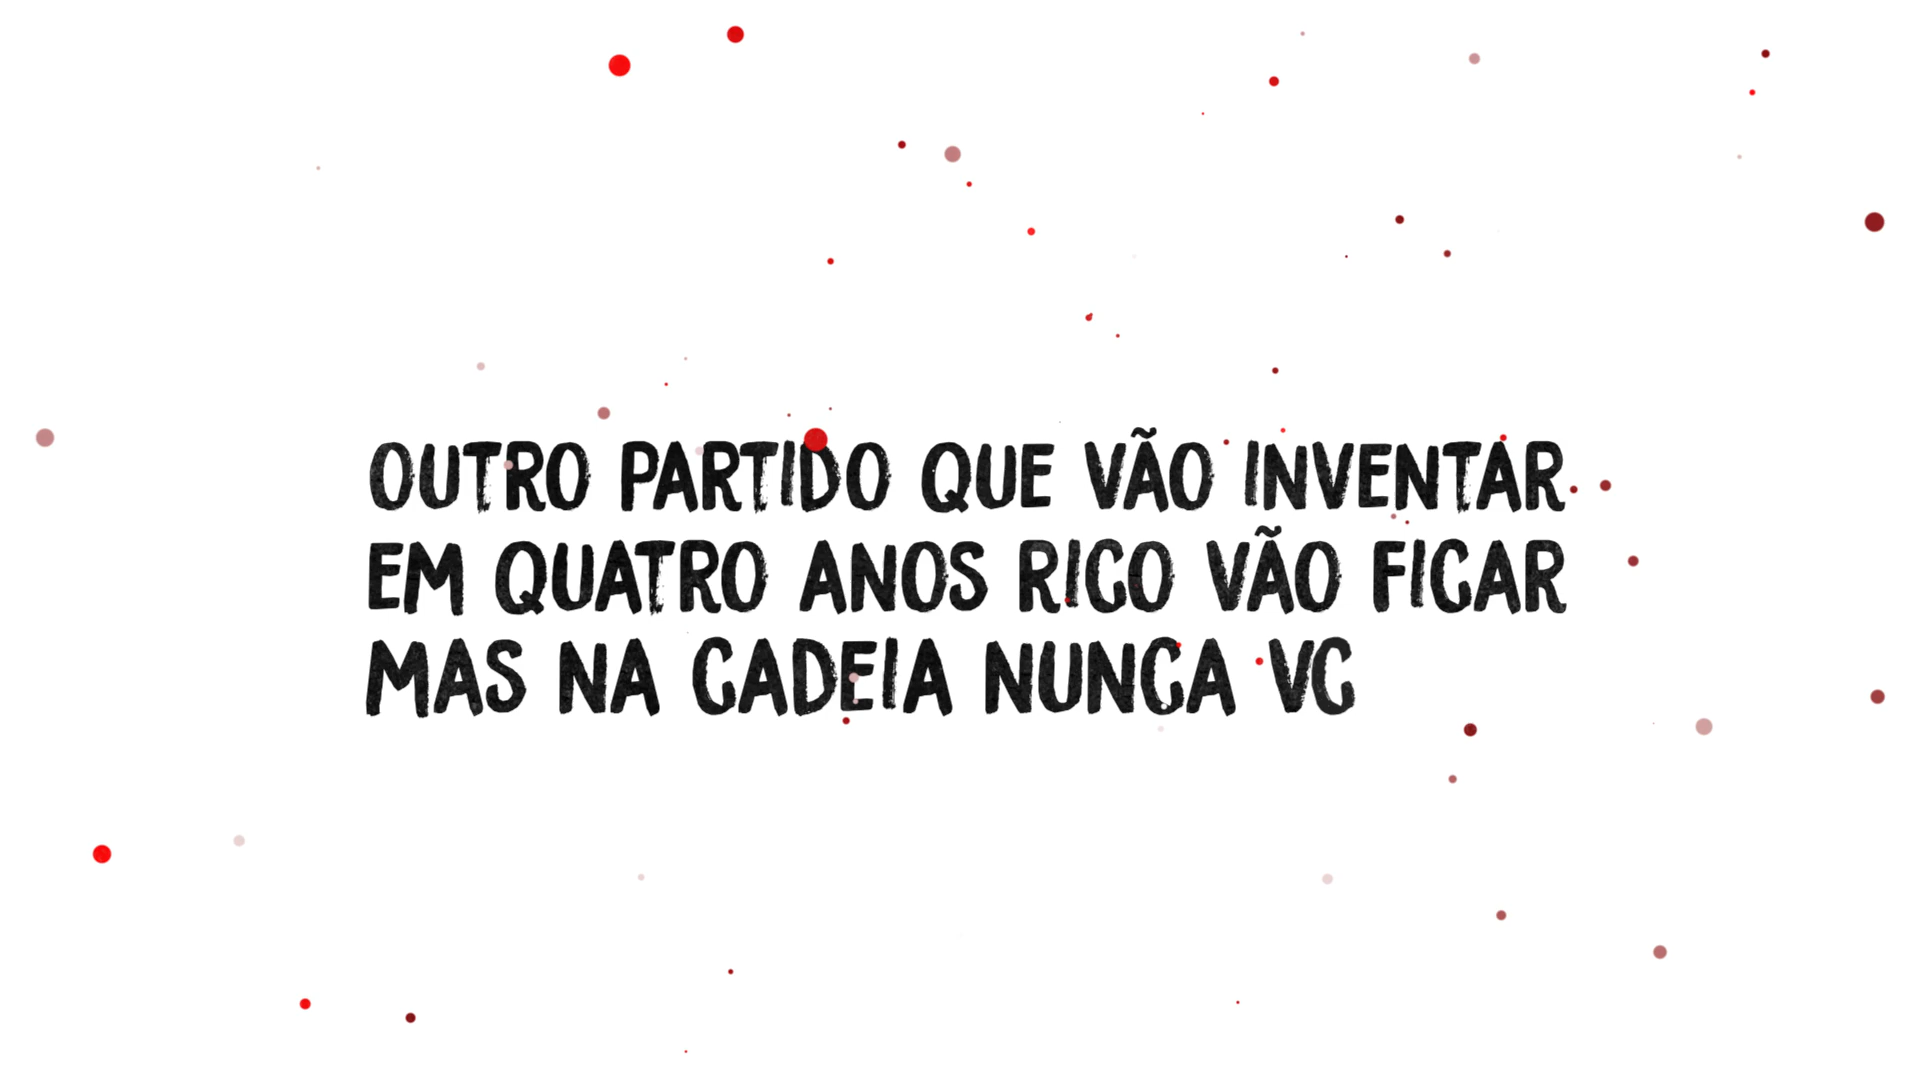 OUTRO PARTIDO QUE VÃO INVENTAR
EM QUATRO ANOS RICO VÃO FICAR
MAS NA CADEIA NUNCA VC